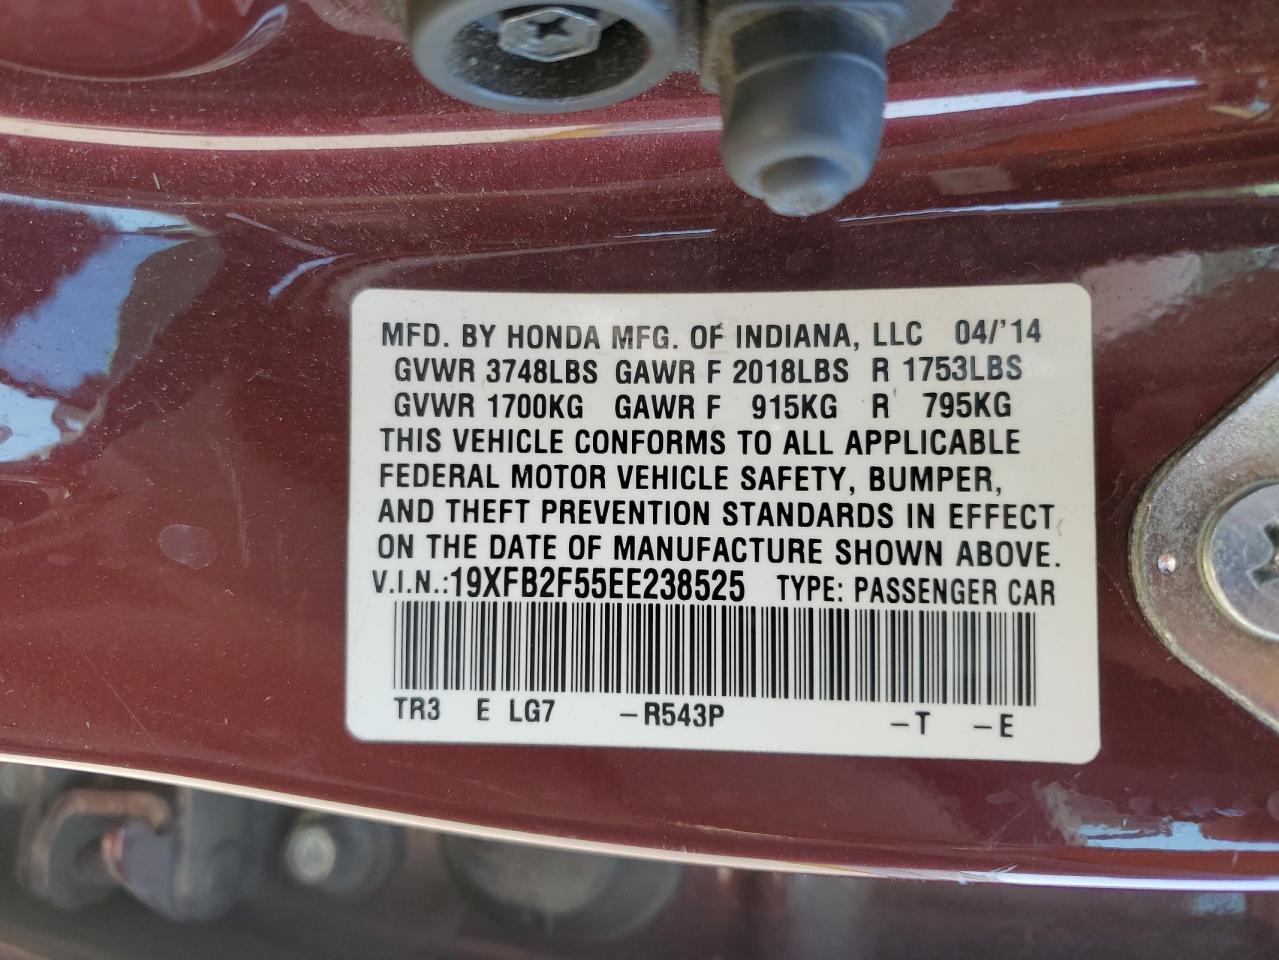 MFD. BY HONDA MFG. OF INDIANA, LLC 04/'14
GVWR 3748LBS GAWR F 2018LBS R 1753LBS
GVWR 1700KG GAWR F 915KG R 795KG
THIS VEHICLE CONFORMS TO ALL APPLICABLE
FEDERAL MOTOR VEHICLE SAFETY, BUMPER,
AND THEFT PREVENTION STANDARDS IN EFFECT
ON THE DATE OF MANUFACTURE SHOWN ABOVE.
V.I.N.:19XFB2F55EE238525 TYPE: PASSENGER CAR
TR3 E LG7 –R543P –T –E